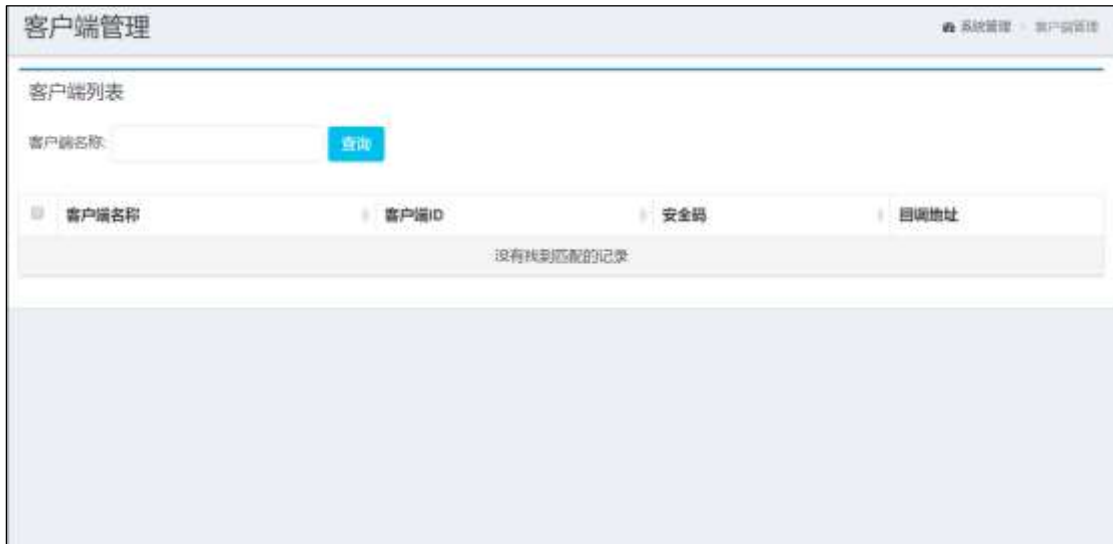 客户端管理
系统管理 客户端管理
客户端列表
客户端名称: 查询
客户端名称 客户端ID 安全码 回调地址
没有找到匹配的记录